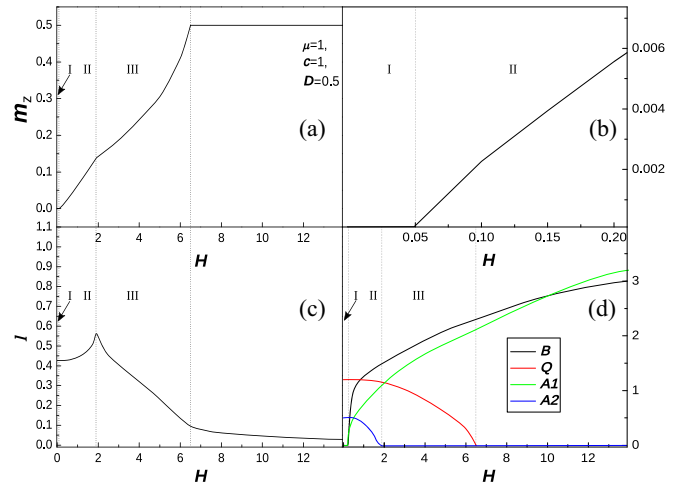 0.5
0.4
0.3
0.2
0.1
0.0
m_z
I II III
μ=1,
c=1,
D=0.5
(a)
0 2 4 6 8 10 12 14
H
I II
(b)
0.006
0.004
0.002
0.05 0.10 0.15 0.20
H
1.1
1.0
0.9
0.8
0.7
0.6
0.5
0.4
0.3
0.2
0.1
0.0
I
I II III
(c)
0 2 4 6 8 10 12 14
H
I II III
(d)
3
2
1
0
B
Q
A1
A2
0 2 4 6 8 10 12 14
H